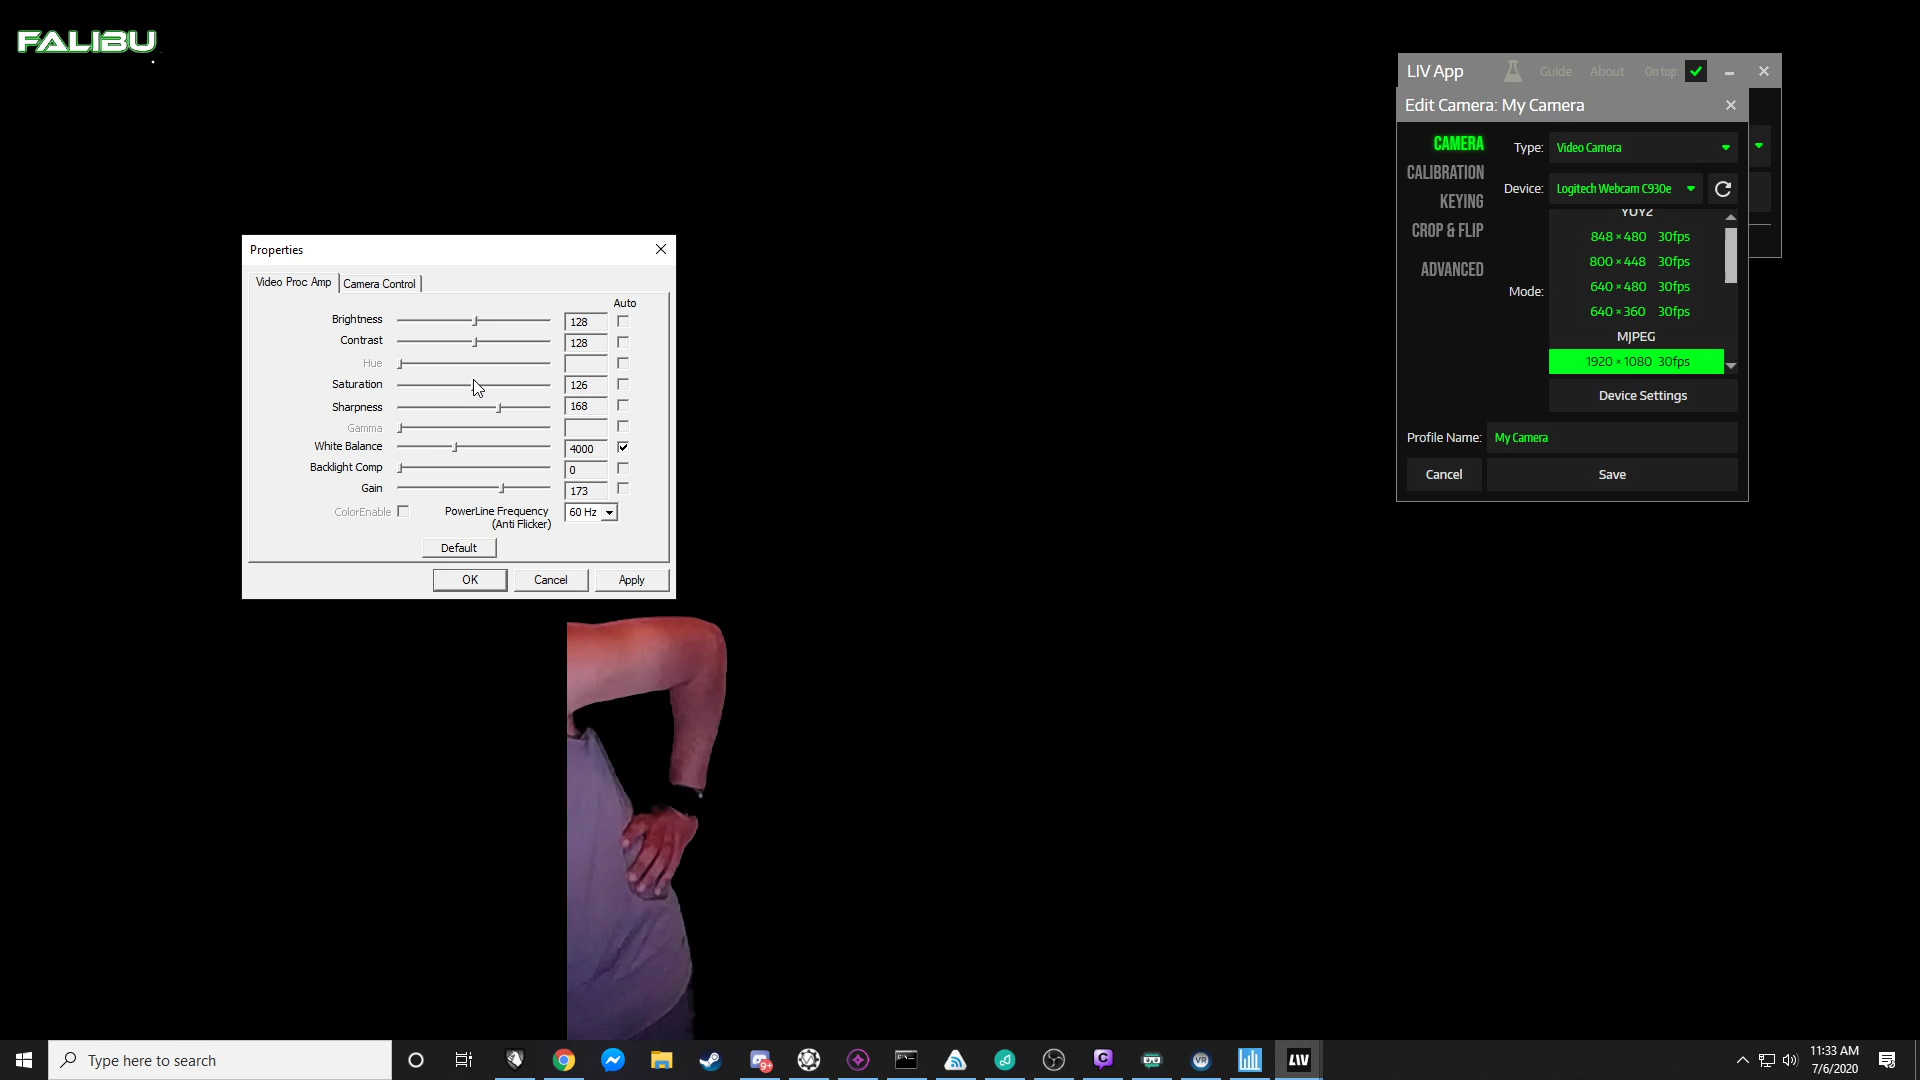 FALIBU
LIV App
Guide
About
On top:
Edit Camera: My Camera
CAMERA
CALIBRATION
KEYING
CROP & FLIP
ADVANCED
Type:
Video Camera
Device:
Logitech Webcam C930e
YUY2
848 × 480 30fps
800 × 448 30fps
640 × 480 30fps
640 × 360 30fps
Mode:
MJPEG
1920 × 1080 30fps
Device Settings
Profile Name:
My Camera
Cancel
Save
Properties
Video Proc Amp
Camera Control
Auto
Brightness 128
Contrast 128
Hue
Saturation 126
Sharpness 168
Gamma
White Balance 4000
Backlight Comp 0
Gain 173
ColorEnable
PowerLine Frequency
(Anti Flicker)
60 Hz
Default
OK
Cancel
Apply
Type here to search
9+
VR
LIV
11:33 AM
7/6/2020